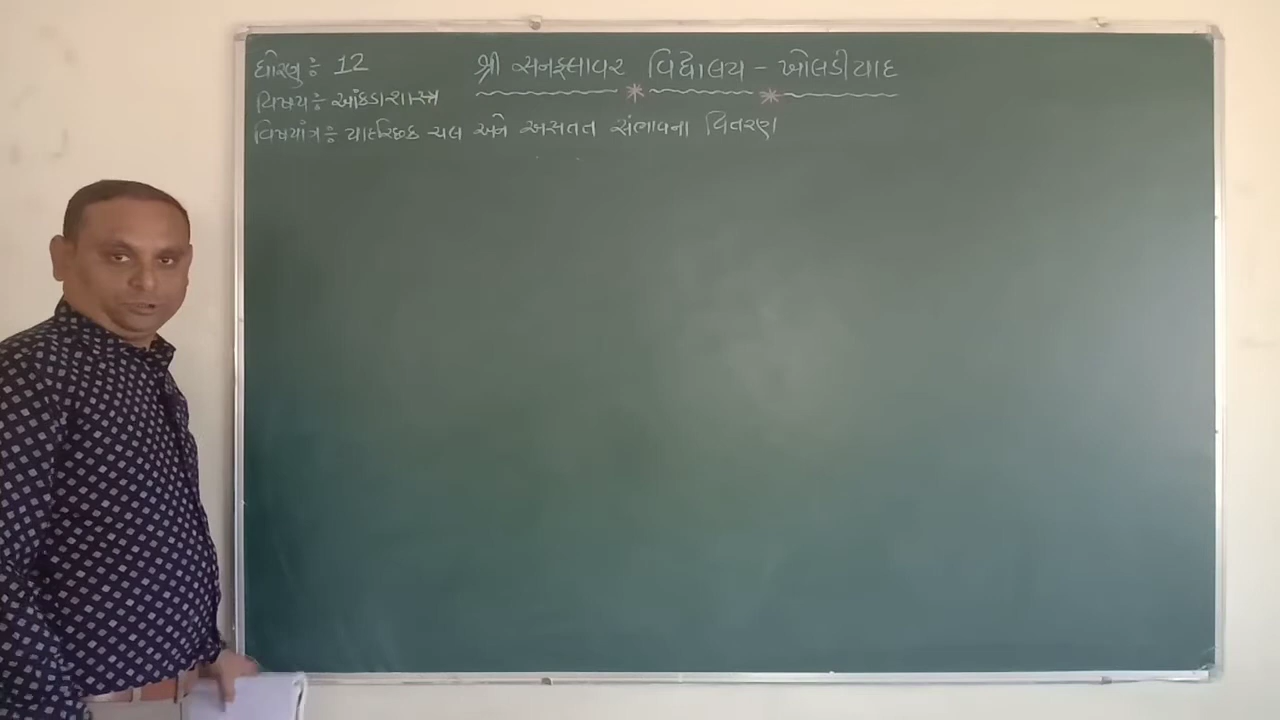 ધોરણ ÷ 12
શ્રી સનફ્લાવર વિદ્યાલય - ખોલડીયાદ
વિષય ÷ આંકડાશાસ્ત્ર
વિષયાંગ ÷ યાદચ્છિક ચલ અને અસતત સંભાવના વિતરણ